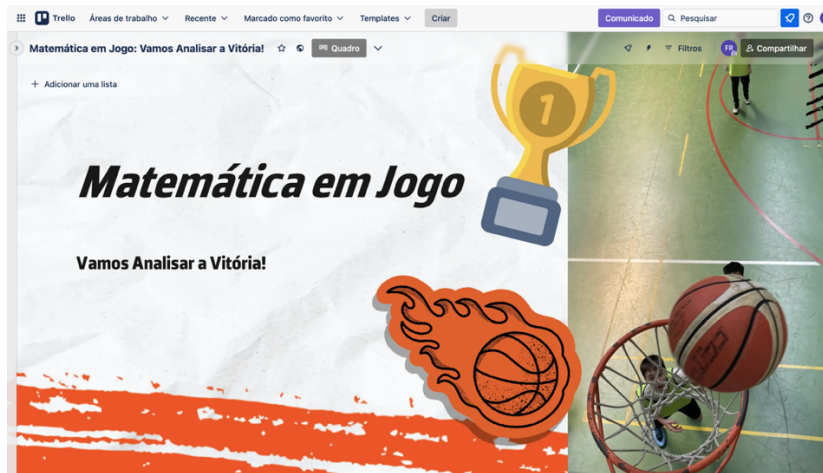 Trello Áreas de trabalho Recente Marcado como favorito Templates Criar Comunicado Pesquisar
Matemática em Jogo: Vamos Analisar a Vitória! Quadro Filtros FR Compartilhar
+ Adicionar uma lista
1
Matemática em Jogo
Vamos Analisar a Vitória!